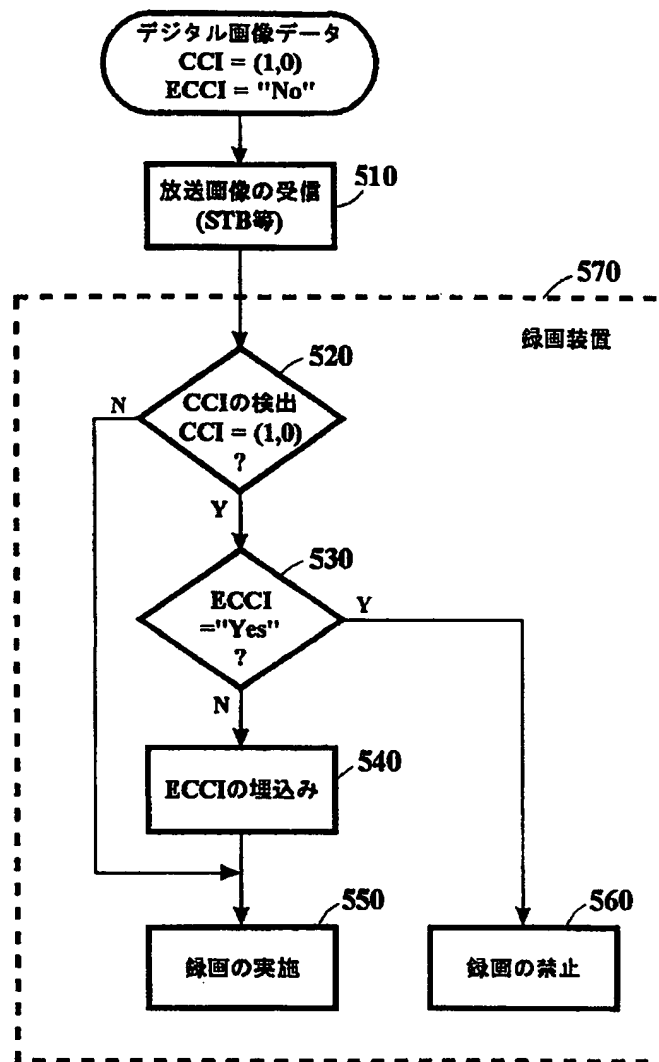 デジタル画像データ
CCI = (1,0)
ECCI = "No"
放送画像の受信
(STB等)
510
570
録画装置
520
CCIの検出
CCI = (1,0)
?
N
Y
530
ECCI
="Yes"
?
Y
N
ECCIの埋込み
540
550
録画の実施
560
録画の禁止